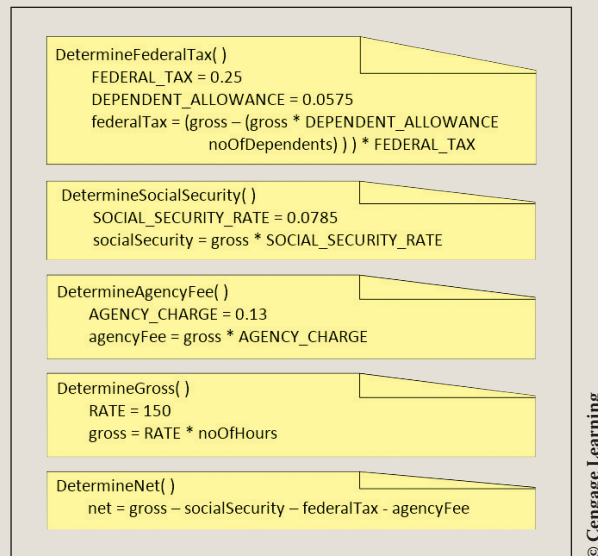 DetermineFederalTax( )
FEDERAL_TAX = 0.25
DEPENDENT_ALLOWANCE = 0.0575
federalTax = (gross – (gross * DEPENDENT_ALLOWANCE
noOfDependents) ) ) * FEDERAL_TAX
DetermineSocialSecurity( )
SOCIAL_SECURITY_RATE = 0.0785
socialSecurity = gross * SOCIAL_SECURITY_RATE
DetermineAgencyFee( )
AGENCY_CHARGE = 0.13
agencyFee = gross * AGENCY_CHARGE
DetermineGross( )
RATE = 150
gross = RATE * noOfHours
DetermineNet( )
net = gross – socialSecurity – federalTax - agencyFee
© Cengage Learning